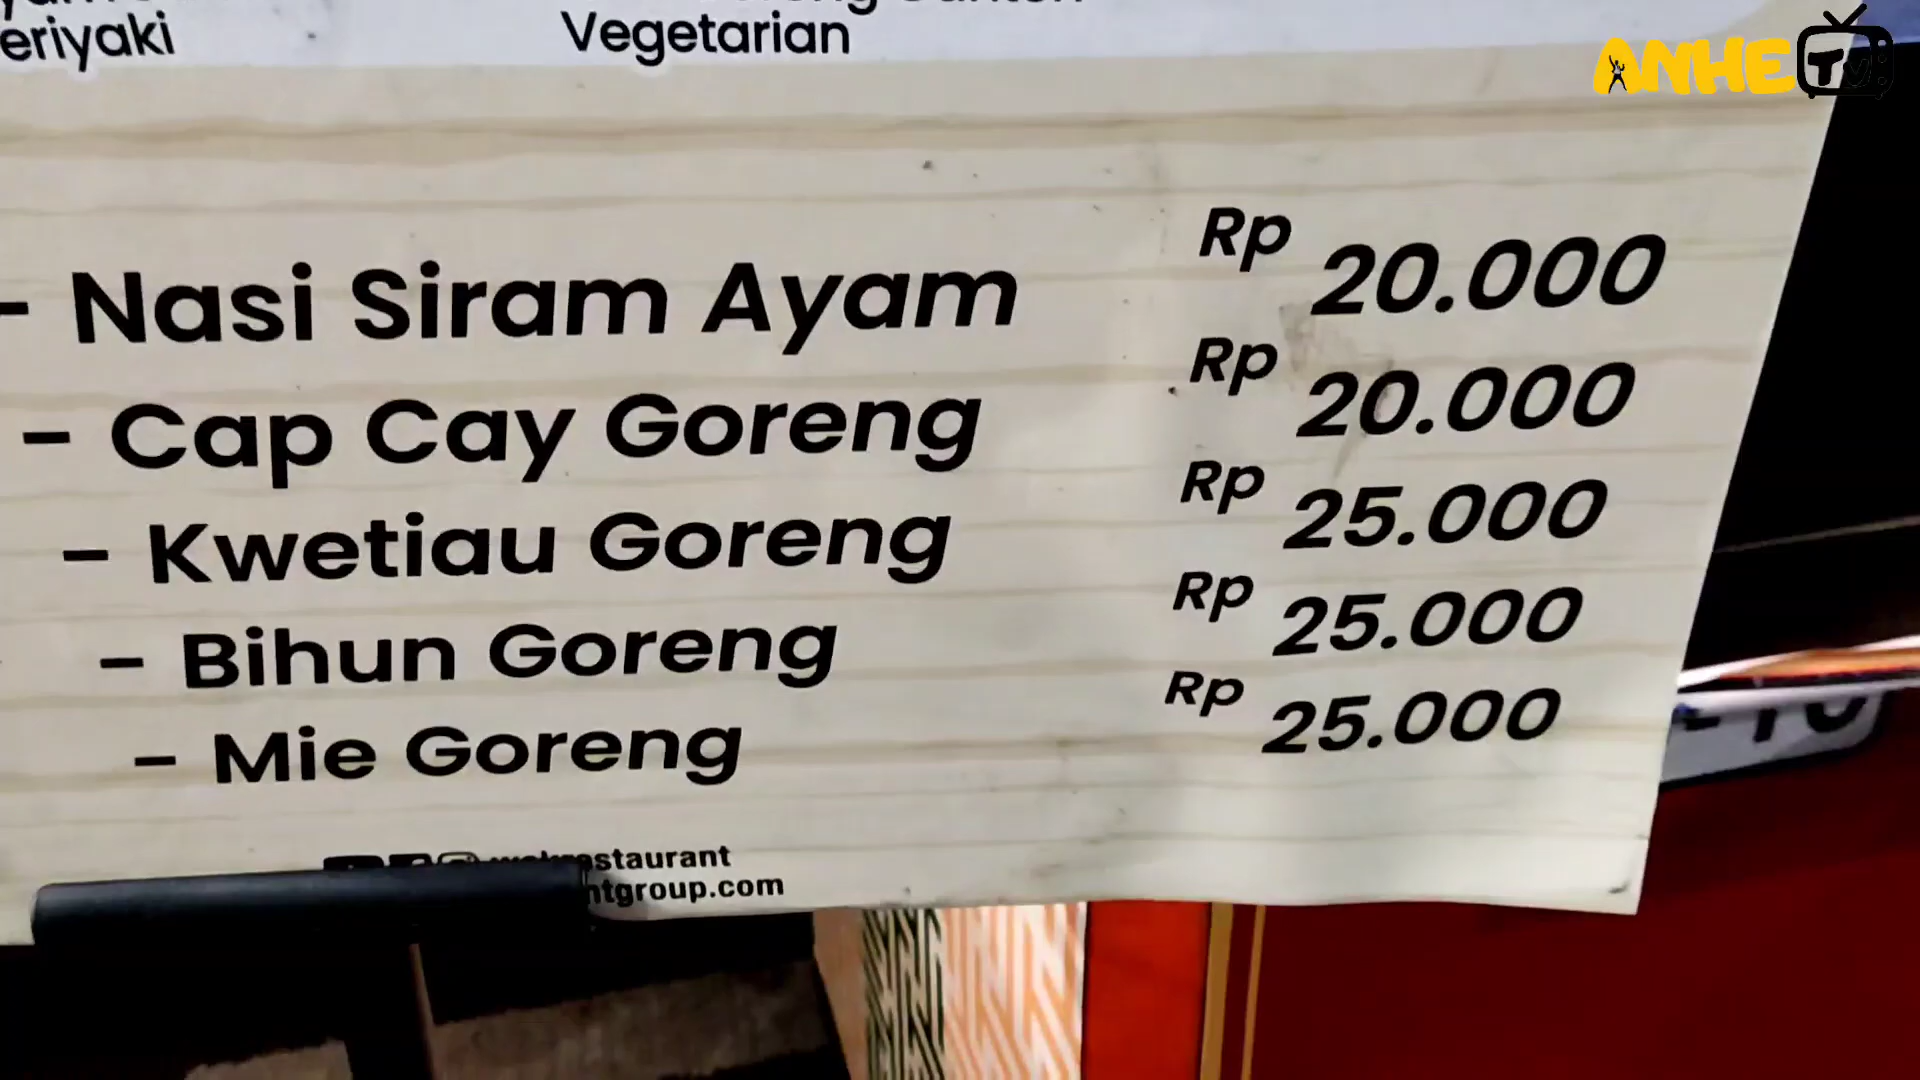 eriyaki
Vegetarian
ANHE TV
- Nasi Siram Ayam Rp 20.000
- Cap Cay Goreng Rp 20.000
- Kwetiau Goreng Rp 25.000
- Bihun Goreng Rp 25.000
- Mie Goreng Rp 25.000
restaurant
ntgroup.com